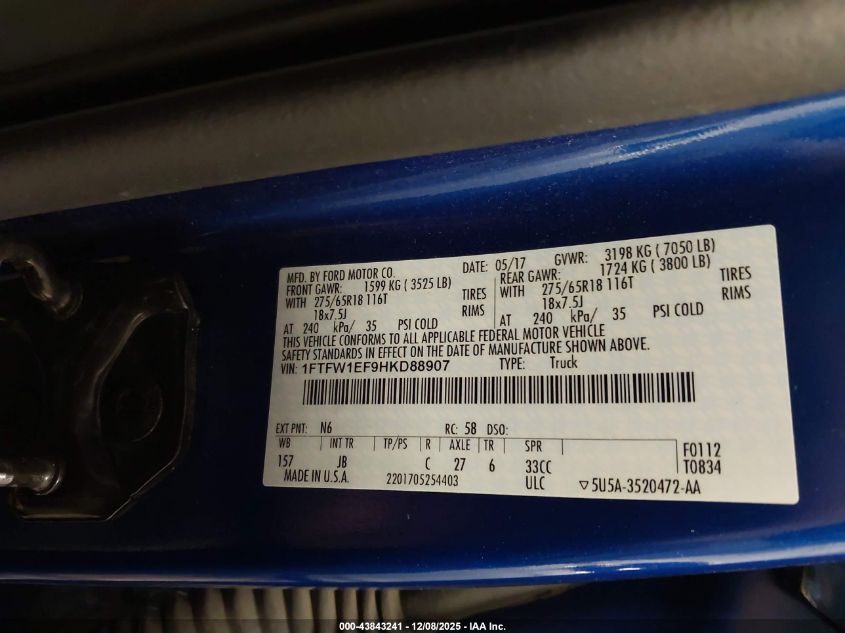 MFD. BY FORD MOTOR CO. DATE: 05/17 GVWR: 3198 KG ( 7050 LB)
FRONT GAWR: 1599 KG ( 3525 LB) REAR GAWR: 1724 KG ( 3800 LB)
WITH 275/65R18 116T TIRES WITH 275/65R18 116T TIRES
18x7.5J RIMS 18x7.5J RIMS
AT 240 kPa/ 35 PSI COLD AT 240 kPa/ 35 PSI COLD
THIS VEHICLE CONFORMS TO ALL APPLICABLE FEDERAL MOTOR VEHICLE
SAFETY STANDARDS IN EFFECT ON THE DATE OF MANUFACTURE SHOWN ABOVE.
VIN: 1FTFW1EF9HKD88907 TYPE: Truck
EXT PNT: N6 RC: 58 DSO:
WB INT TR TP/PS R AXLE TR SPR F0112
157 JB C 27 6 33CC T0834
MADE IN U.S.A. 2201705254403 ULC ▽5U5A-3520472-AA
000-43843241 - 12/08/2025 - IAA Inc.